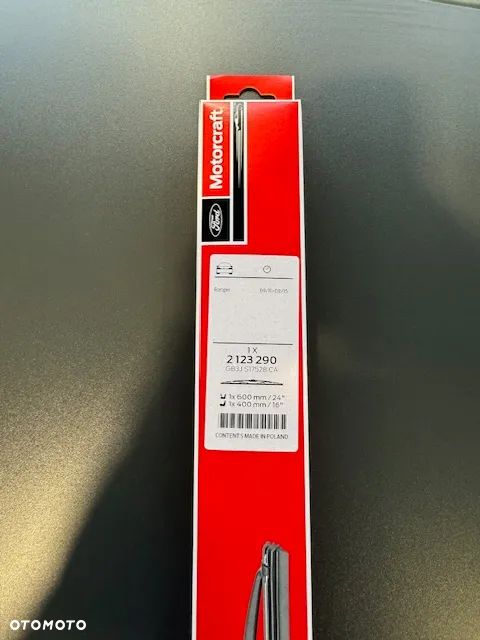 Motorcraft
Ford
Ranger
1 X
2 123 290
GB3J S17528 CA
1x 600 mm / 24"
1x 400 mm / 16"
CONTENTS MADE IN POLAND
OTOMOTO